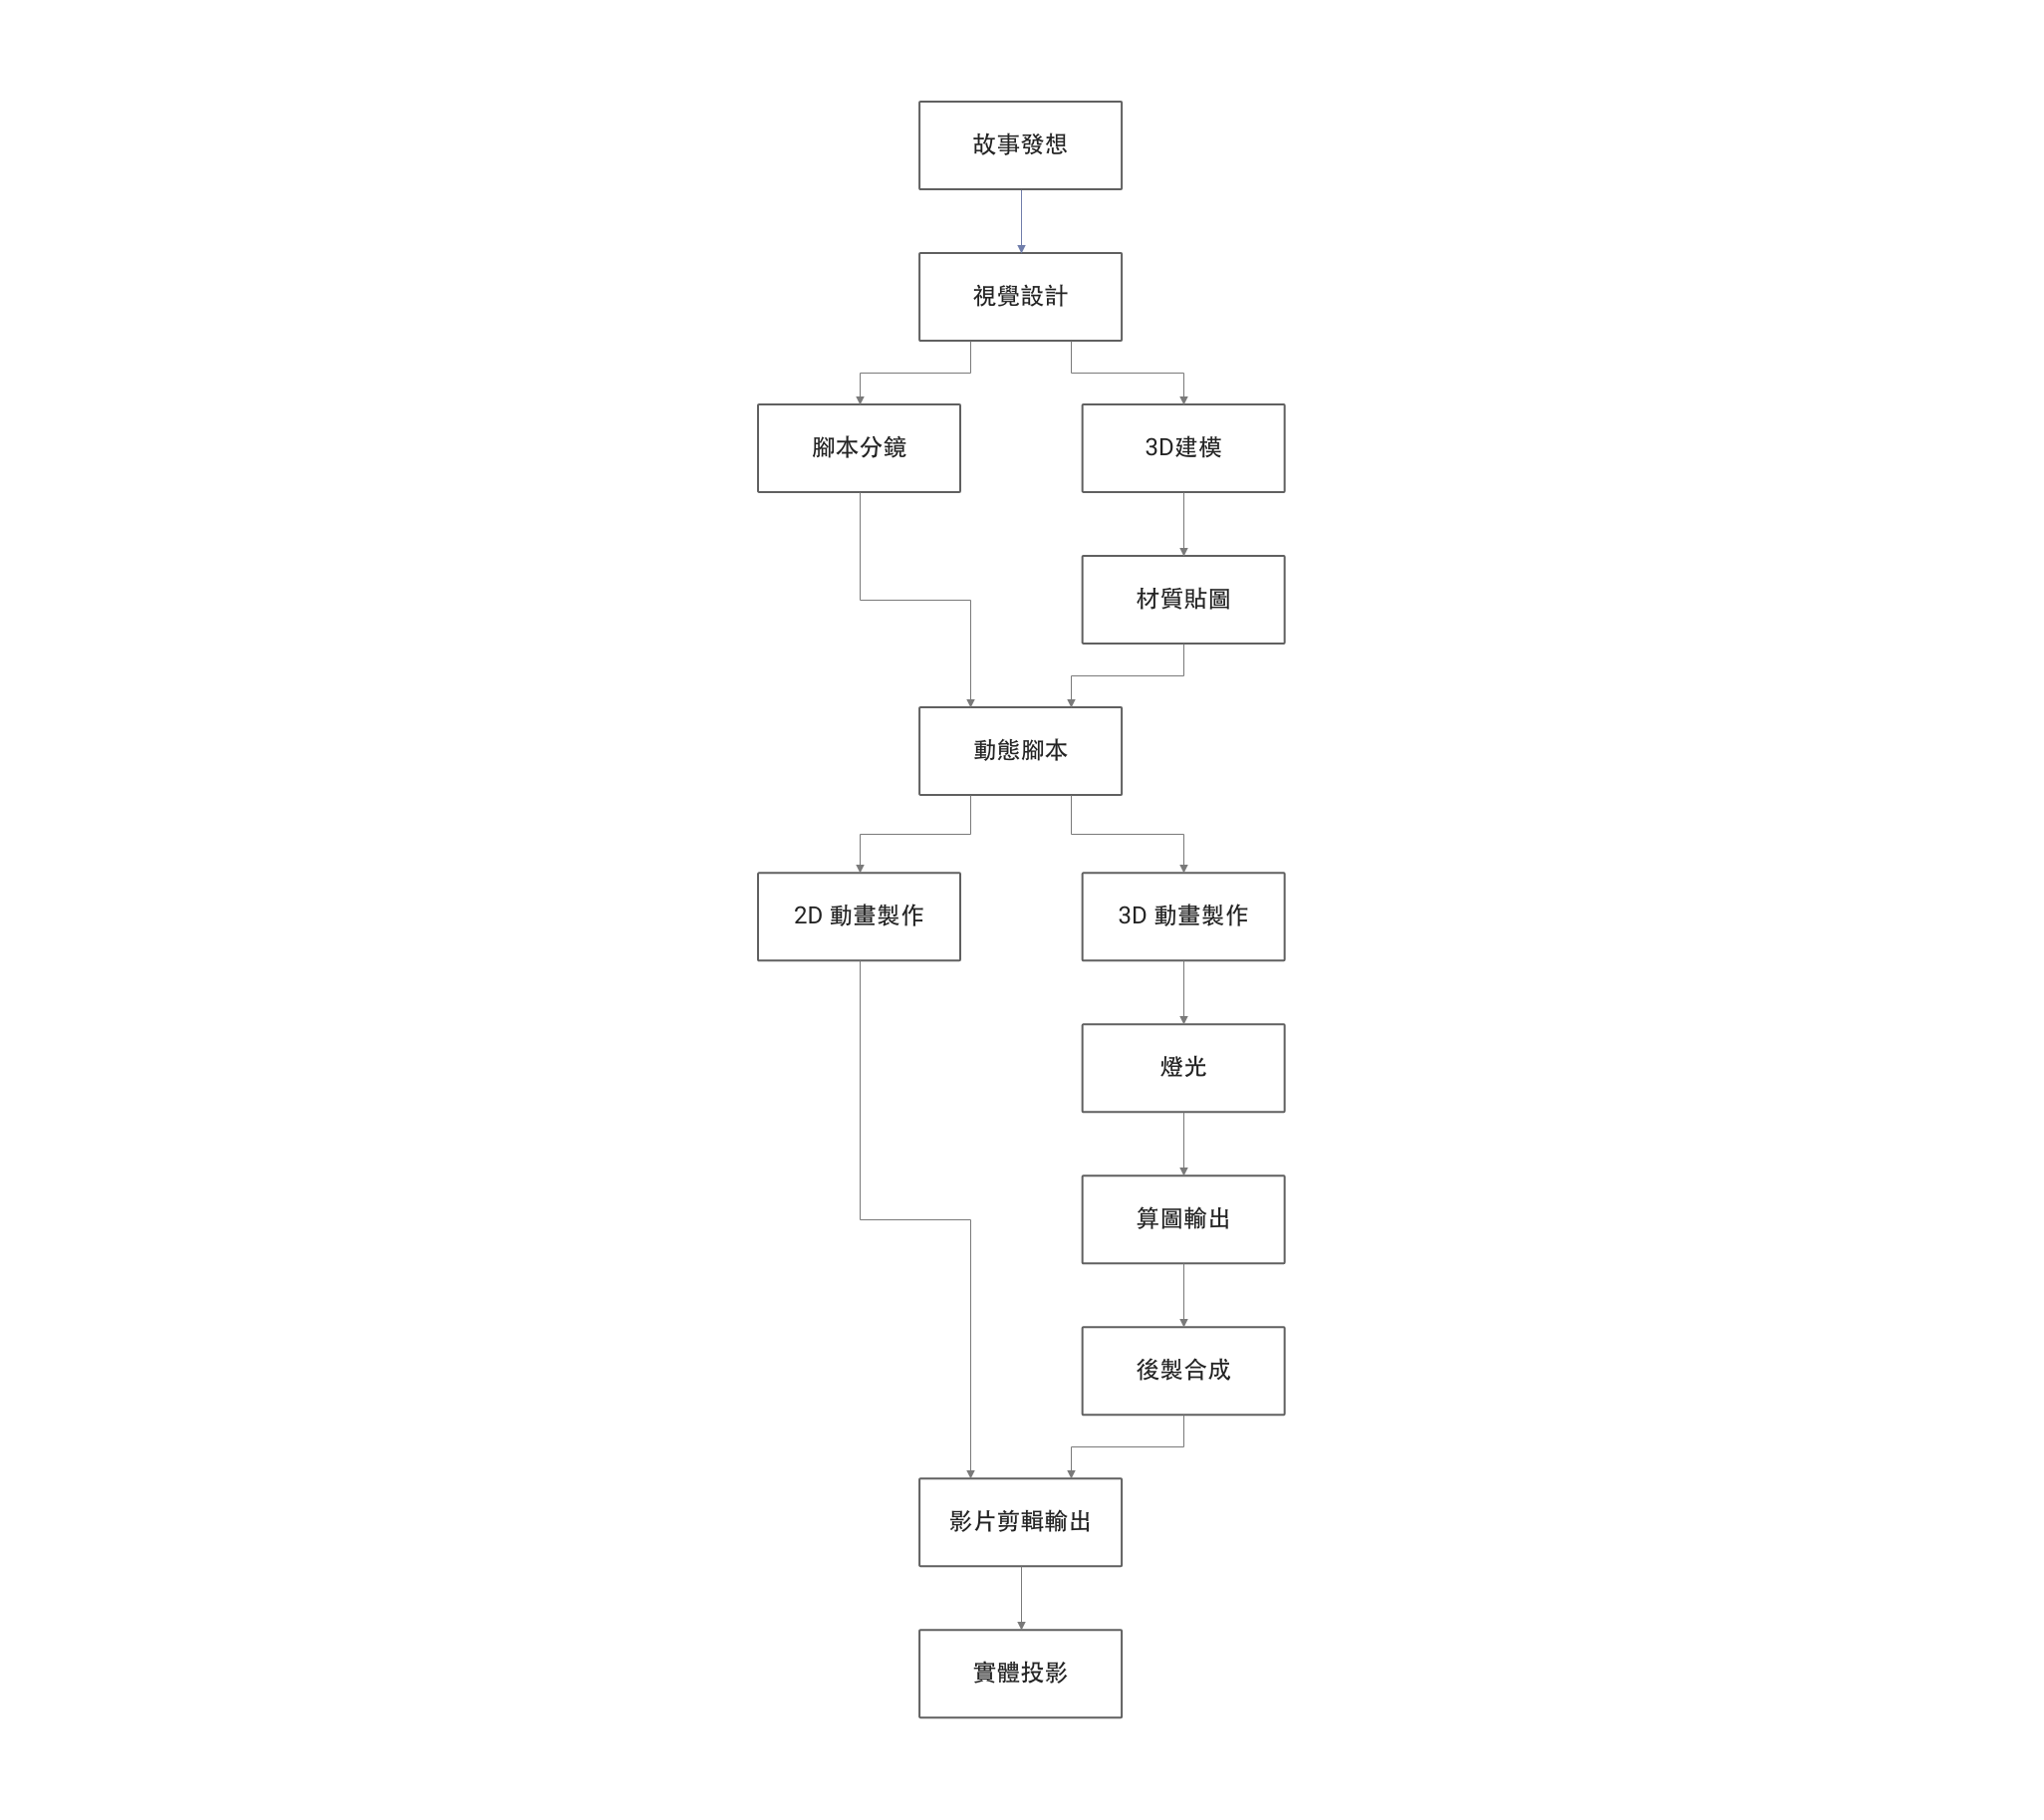 故事發想
視覺設計
腳本分鏡
3D建模
材質貼圖
動態腳本
2D 動畫製作
3D 動畫製作
燈光
算圖輸出
後製合成
影片剪輯輸出
實體投影